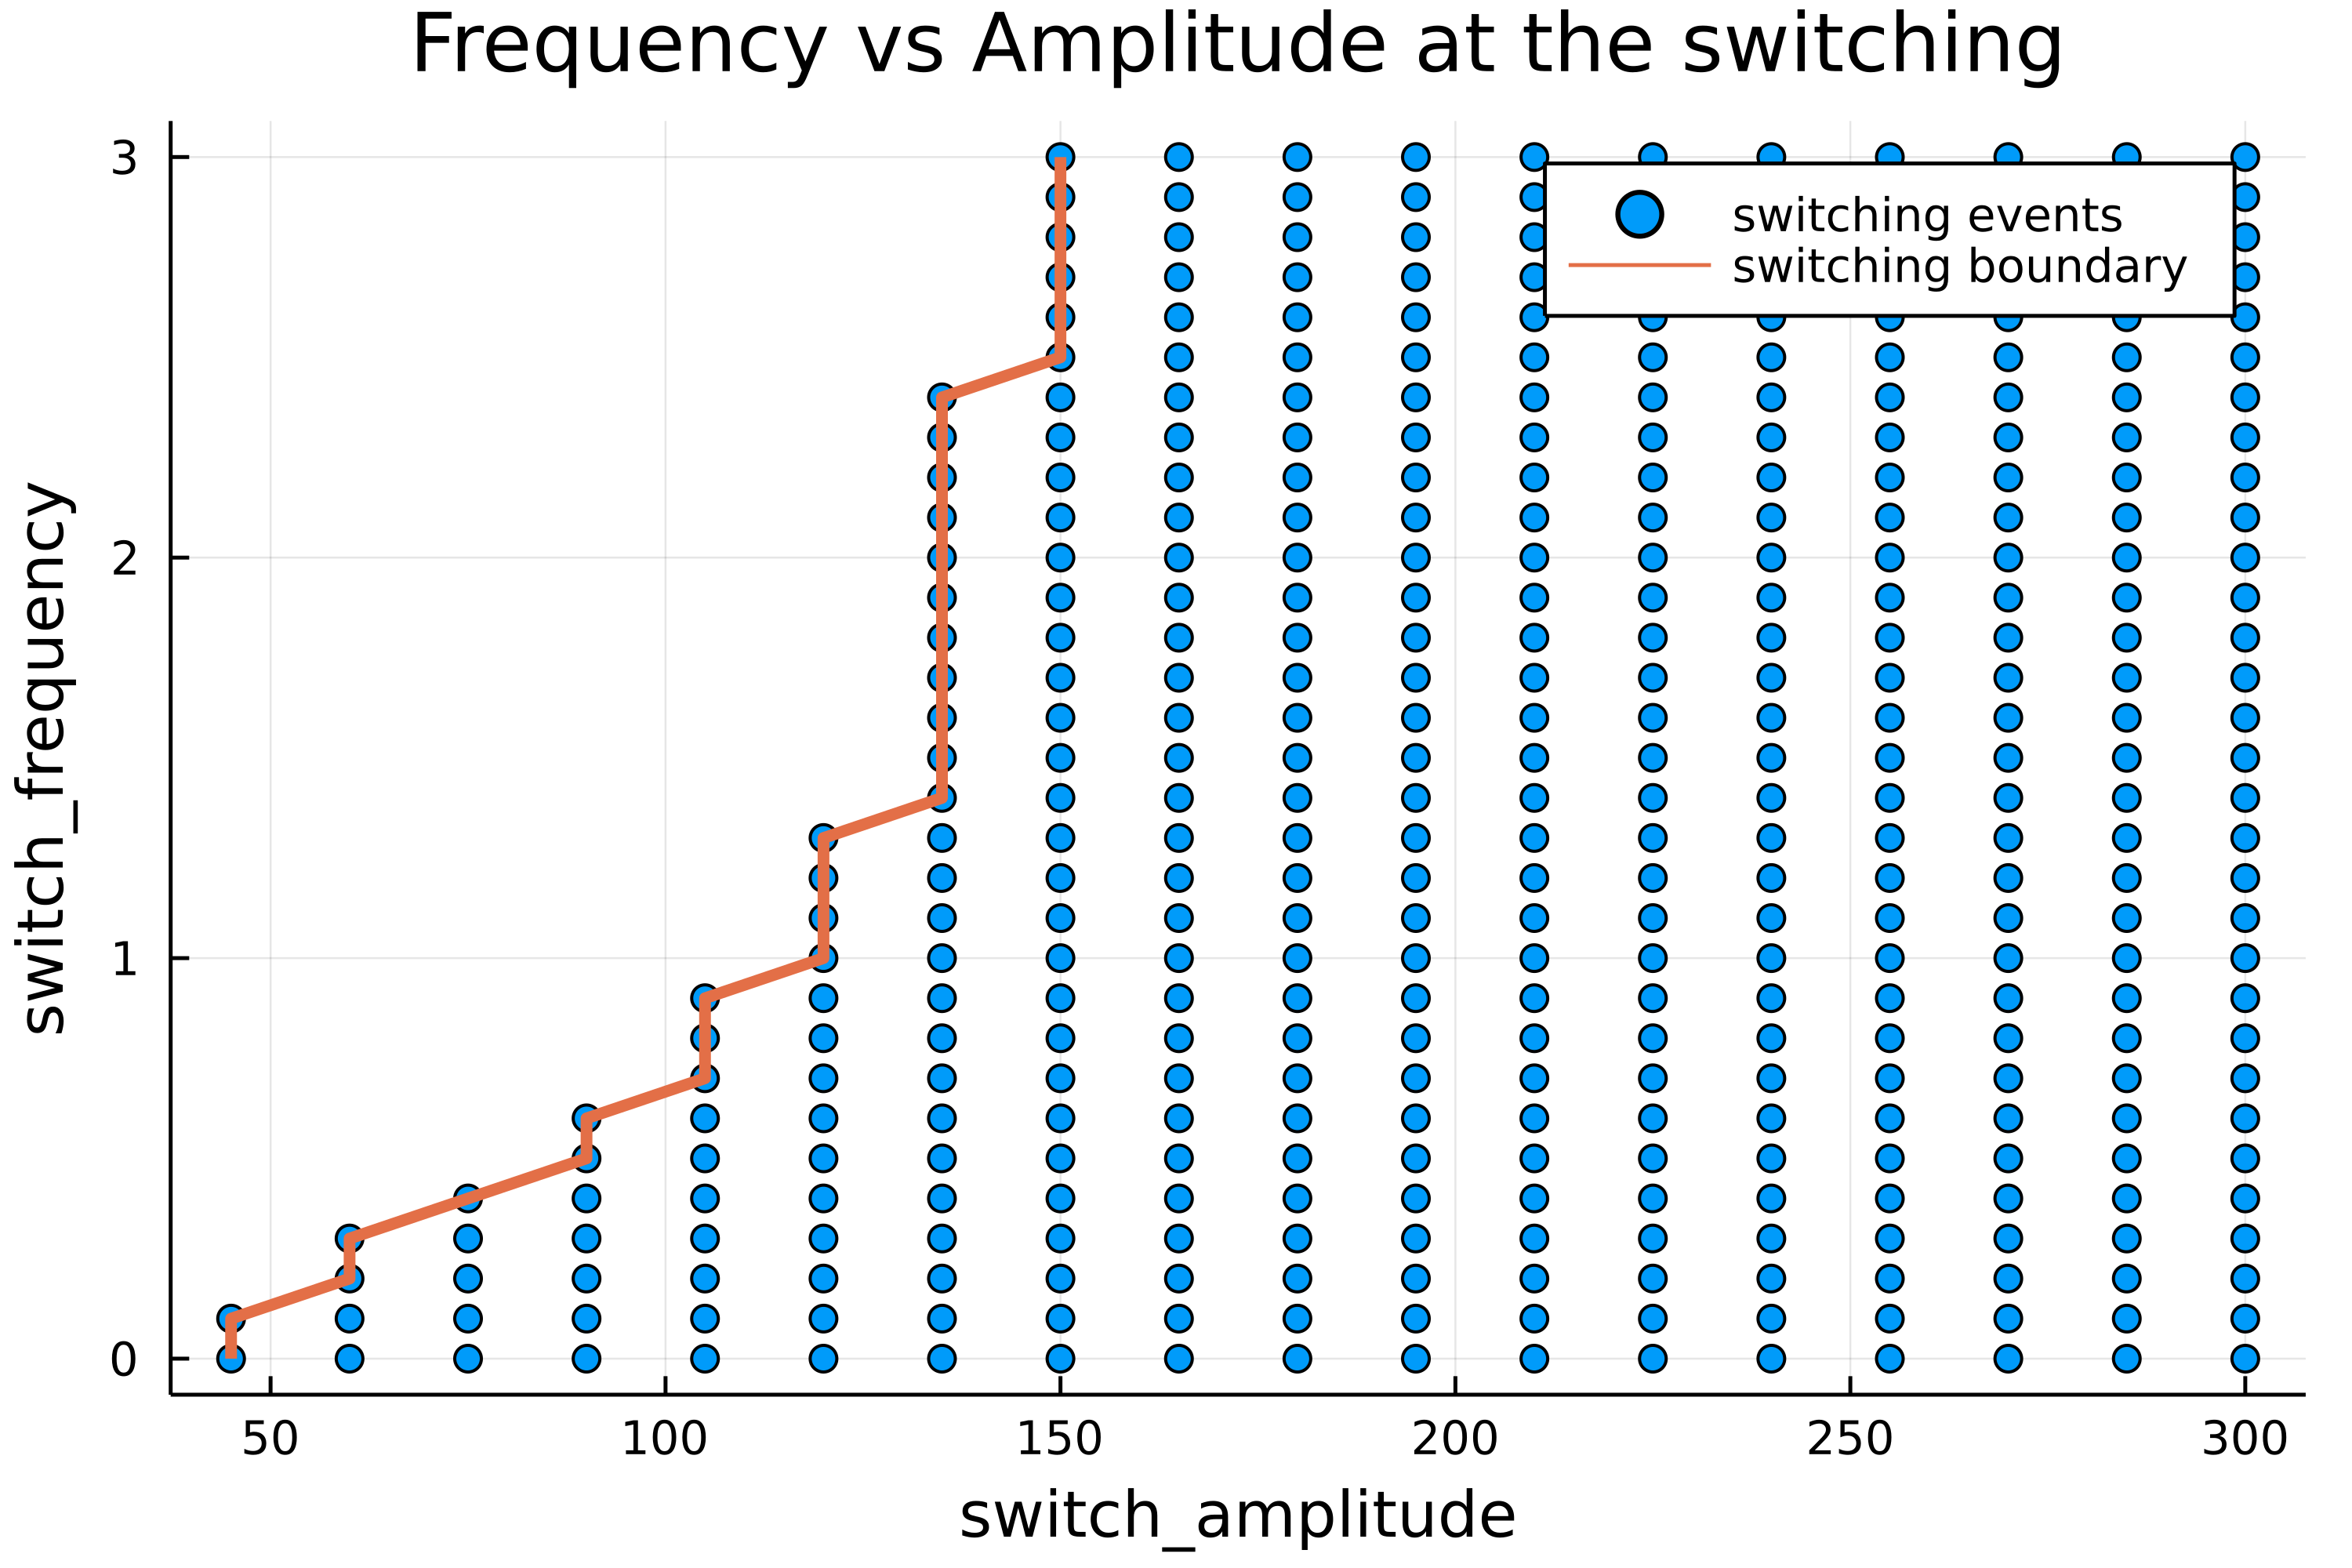 Frequency vs Amplitude at the switching
switching events
switching boundary
3
2
1
0
switch_frequency
50 100 150 200 250 300
switch_amplitude